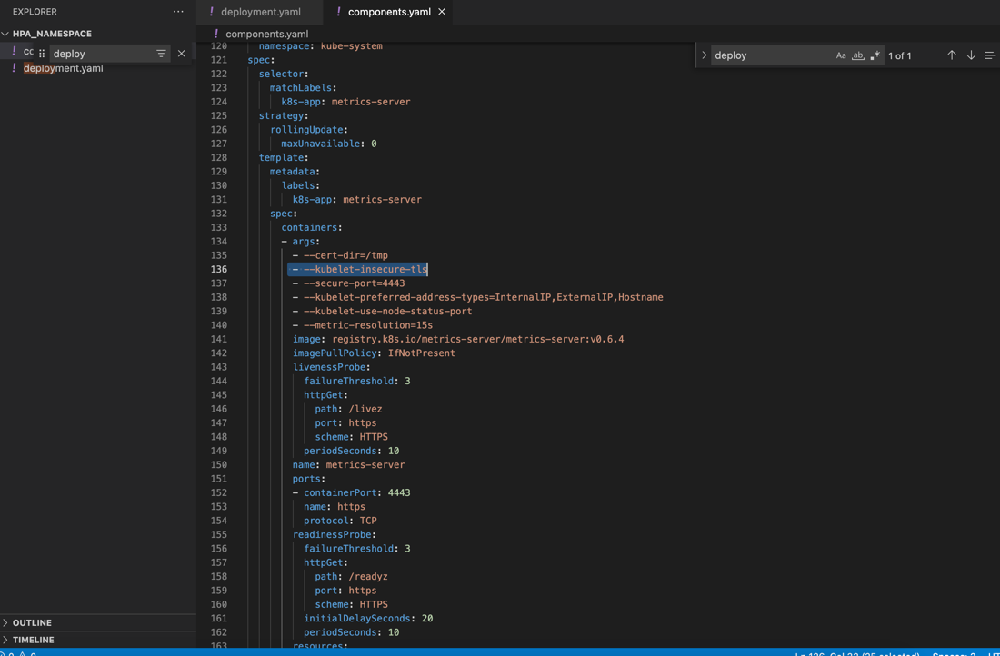 EXPLORER
deployment.yaml
components.yaml
HPA_NAMESPACE
co
deploy
deployment.yaml
OUTLINE
TIMELINE
components.yaml
deploy
Aa
ab
1 of 1
120 namespace: kube-system
121 spec:
122 selector:
123 matchLabels:
124 k8s-app: metrics-server
125 strategy:
126 rollingUpdate:
127 maxUnavailable: 0
128 template:
129 metadata:
130 labels:
131 k8s-app: metrics-server
132 spec:
133 containers:
134 - args:
135 - --cert-dir=/tmp
136 - --kubelet-insecure-tls
137 - --secure-port=4443
138 - --kubelet-preferred-address-types=InternalIP,ExternalIP,Hostname
139 - --kubelet-use-node-status-port
140 - --metric-resolution=15s
141 image: registry.k8s.io/metrics-server/metrics-server:v0.6.4
142 imagePullPolicy: IfNotPresent
143 livenessProbe:
144 failureThreshold: 3
145 httpGet:
146 path: /livez
147 port: https
148 scheme: HTTPS
149 periodSeconds: 10
150 name: metrics-server
151 ports:
152 - containerPort: 4443
153 name: https
154 protocol: TCP
155 readinessProbe:
156 failureThreshold: 3
157 httpGet:
158 path: /readyz
159 port: https
160 scheme: HTTPS
161 initialDelaySeconds: 20
162 periodSeconds: 10
163 resources: